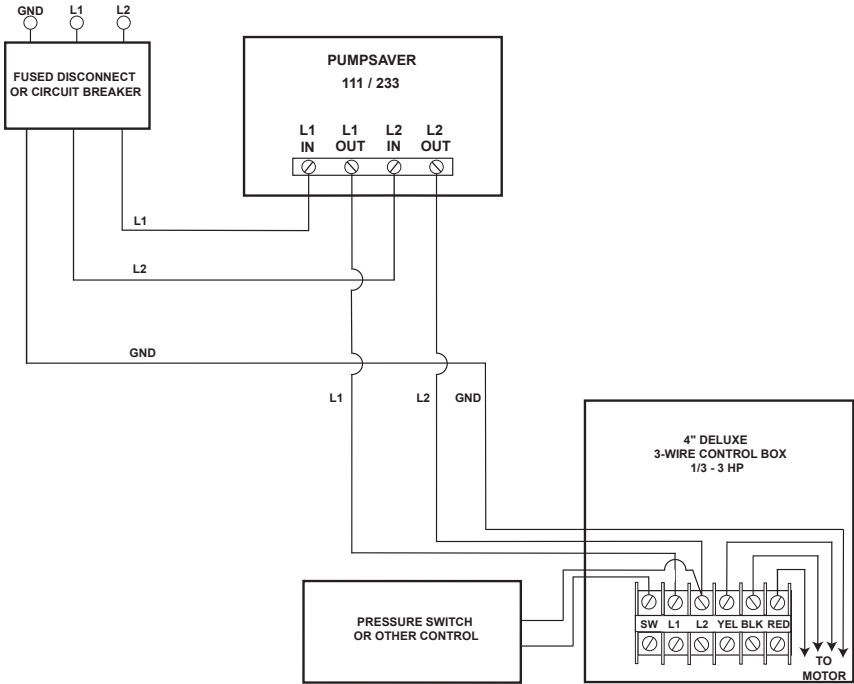 GND L1 L2
FUSED DISCONNECT
OR CIRCUIT BREAKER
PUMPSAVER
111 / 233
L1 L1 L2 L2
IN OUT IN OUT
L1
L2
GND
L1 L2 GND
4" DELUXE
3-WIRE CONTROL BOX
1/3 - 3 HP
PRESSURE SWITCH
OR OTHER CONTROL
SW L1 L2 YEL BLK RED
TO
MOTOR